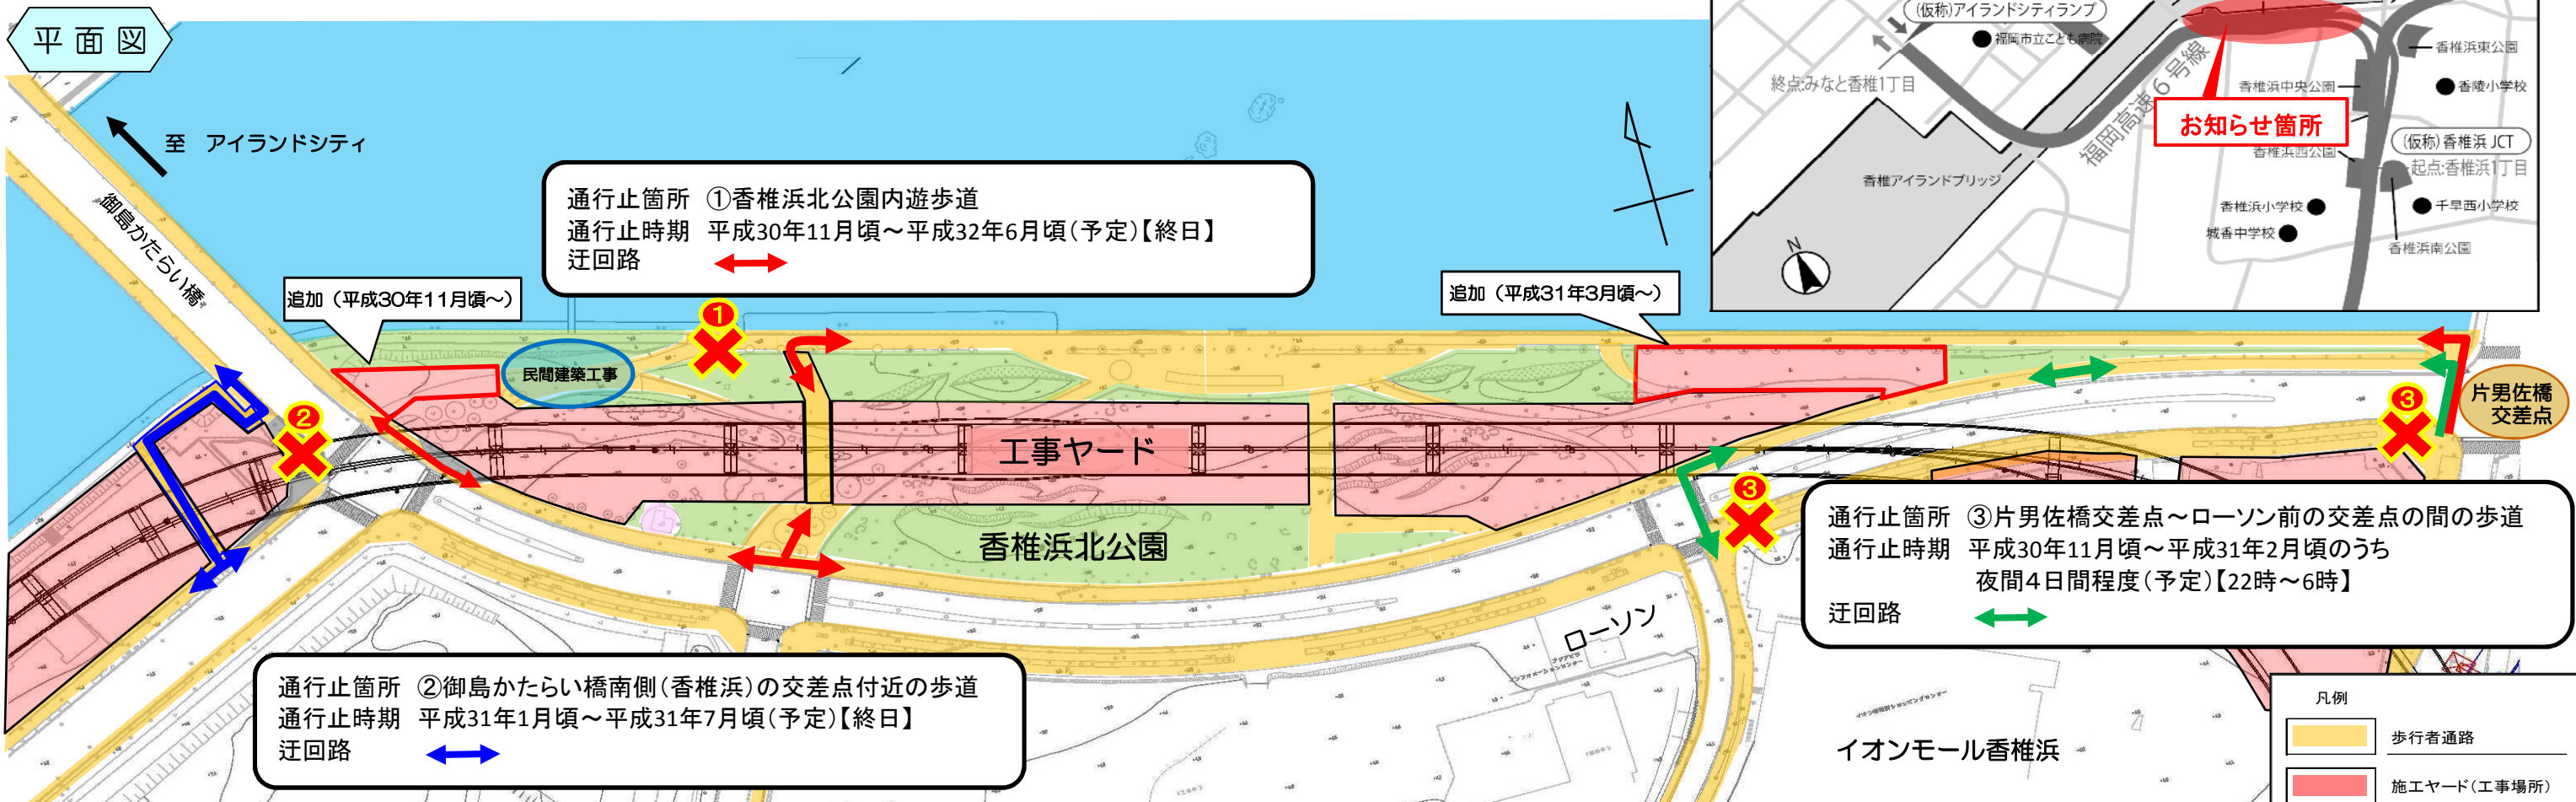 平面図
至 アイランドシティ
御島かたらい橋
通行止箇所 ①香椎浜北公園内遊歩道
通行止時期 平成30年11月頃～平成32年6月頃(予定)【終日】
迂回路
追加（平成30年11月頃～）
追加（平成31年3月頃～）
民間建築工事
①
②
③
③
工事ヤード
香椎浜北公園
片男佐橋
交差点
通行止箇所 ③片男佐橋交差点～ローソン前の交差点の間の歩道
通行止時期 平成30年11月頃～平成31年2月頃のうち
夜間4日間程度(予定)【22時～6時】
迂回路
通行止箇所 ②御島かたらい橋南側(香椎浜)の交差点付近の歩道
通行止時期 平成31年1月頃～平成31年7月頃(予定)【終日】
迂回路
ローソン
イオンモール香椎浜
凡例
歩行者通路
施工ヤード(工事場所)
(仮称)アイランドシティランプ
福岡市立こども病院
終点:みなと香椎1丁目
福岡高速6号線
お知らせ箇所
香椎浜東公園
香陵小学校
香椎浜中央公園
(仮称)香椎浜 JCT
起点:香椎浜1丁目
香椎浜西公園
香椎アイランドブリッジ
香椎浜小学校
千早西小学校
城香中学校
香椎浜南公園
N